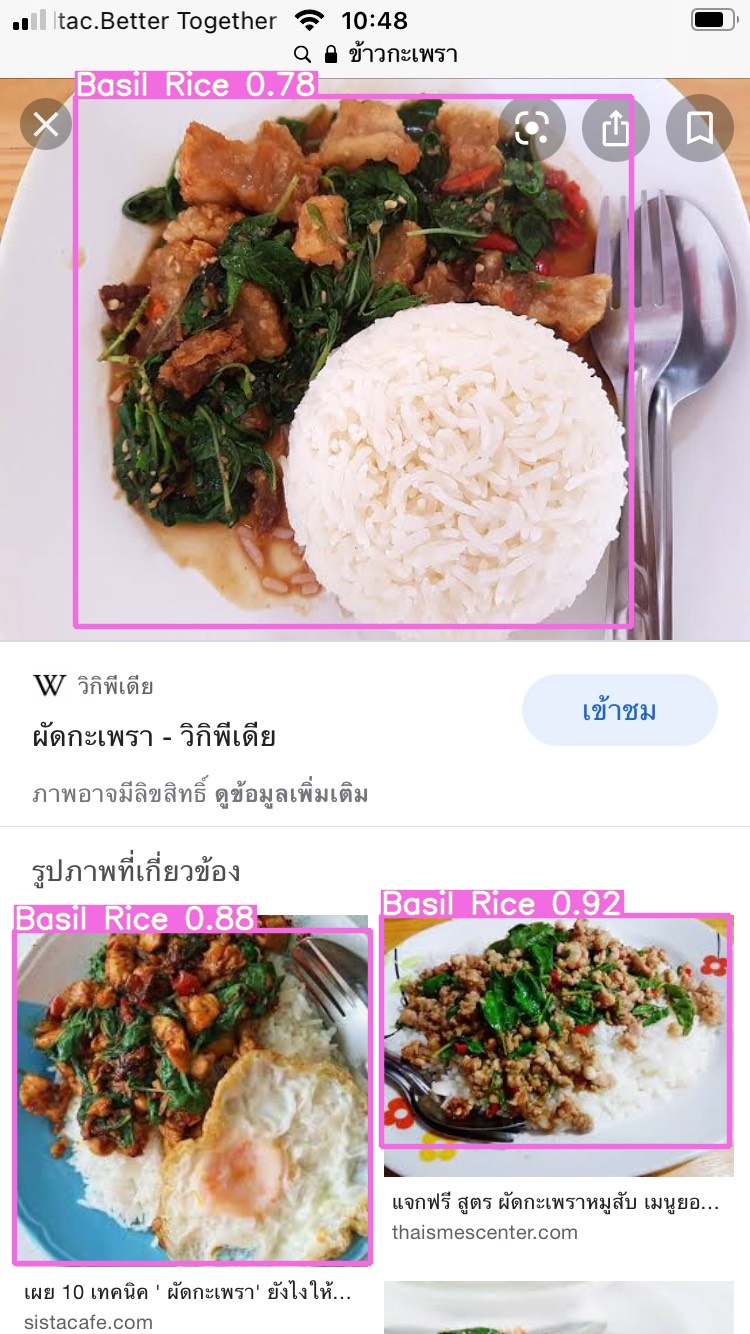 ltac.Better Together 10:48
ข้าวกะเพรา
Basil Rice 0.78
W วิกิพีเดีย
ผัดกะเพรา - วิกิพีเดีย
เข้าชม
ภาพอาจมีลิขสิทธิ์ ดูข้อมูลเพิ่มเติม
รูปภาพที่เกี่ยวข้อง
Basil Rice 0.88
Basil Rice 0.92
แจกฟรี สูตร ผัดกะเพราหมูสับ เมนูยอ...
thaismescenter.com
เผย 10 เทคนิค ' ผัดกะเพรา' ยังไงให้...
sistacafe.com